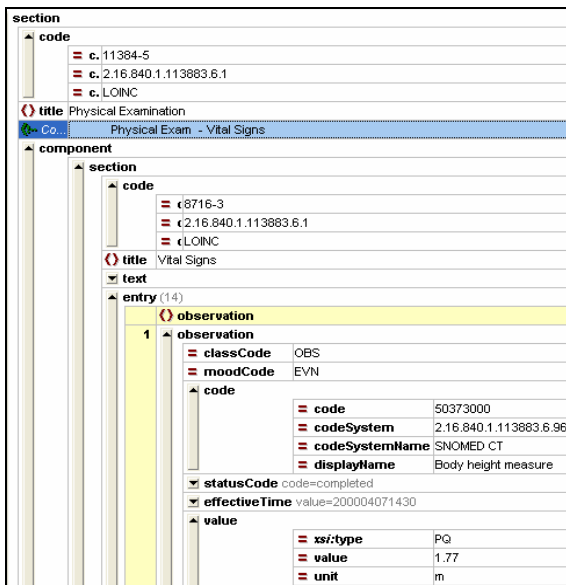 section
code
= c. 11384-5
= c. 2.16.840.1.113883.6.1
= c. LOINC
title Physical Examination
Co... Physical Exam - Vital Signs
component
section
code
= c 8716-3
= c 2.16.840.1.113883.6.1
= c LOINC
title Vital Signs
text
entry (14)
observation
1 observation
= classCode OBS
= moodCode EVN
code
= code 50373000
= codeSystem 2.16.840.1.113883.6.96
= codeSystemName SNOMED CT
= displayName Body height measure
statusCode code=completed
effectiveTime value=200004071430
value
= xsi:type PQ
= value 1.77
= unit m